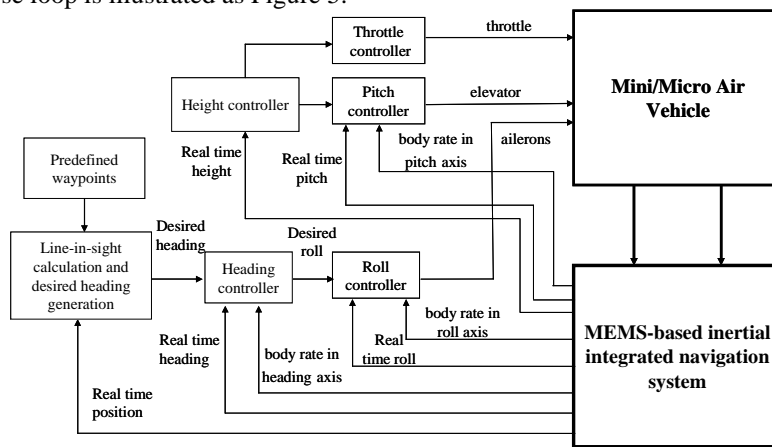 se loop is illustrated as Figure 5.
Throttle
controller
throttle
Mini/Micro Air
Vehicle
Height controller
Pitch
controller
elevator
ailerons
body rate in
pitch axis
Real time
height
Real time
pitch
Predefined
waypoints
Desired
heading
Desired
roll
Line-in-sight
calculation and
desired heading
generation
Heading
controller
Roll
controller
body rate in
roll axis
MEMS-based inertial
integrated navigation
system
Real time
heading
body rate in
heading axis
Real
time roll
Real time
position